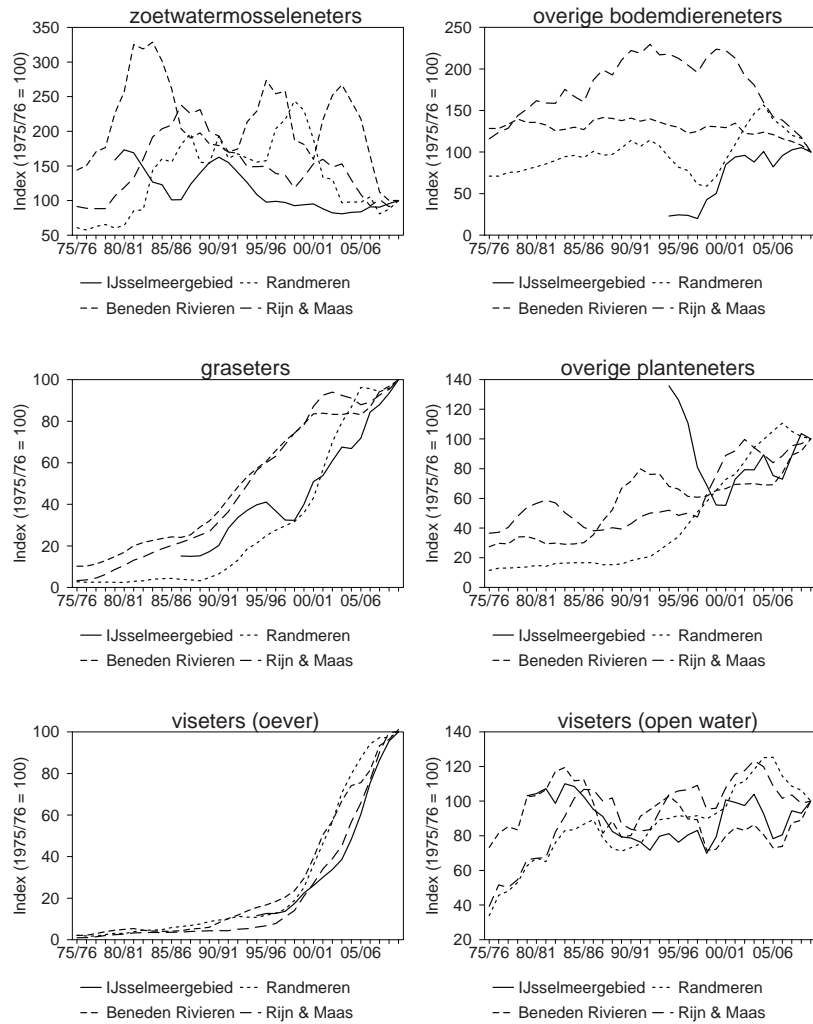 zoetwatermosseleneters
Index (1975/76 = 100)
350
300
250
200
150
100
50
75/76 80/81 85/86 90/91 95/96 00/01 05/06
IJsselmeergebied Randmeren
Beneden Rivieren Rijn & Maas
overige bodemdiereneters
Index (1975/76 = 100)
250
200
150
100
50
0
75/76 80/81 85/86 90/91 95/96 00/01 05/06
IJsselmeergebied Randmeren
Beneden Rivieren Rijn & Maas
graseters
Index (1975/76 = 100)
100
80
60
40
20
0
75/76 80/81 85/86 90/91 95/96 00/01 05/06
IJsselmeergebied Randmeren
Beneden Rivieren Rijn & Maas
overige planteneters
Index (1975/76 = 100)
140
120
100
80
60
40
20
0
75/76 80/81 85/86 90/91 95/96 00/01 05/06
IJsselmeergebied Randmeren
Beneden Rivieren Rijn & Maas
viseters (oever)
Index (1975/76 = 100)
100
80
60
40
20
0
75/76 80/81 85/86 90/91 95/96 00/01 05/06
IJsselmeergebied Randmeren
Beneden Rivieren Rijn & Maas
viseters (open water)
Index (1975/76 = 100)
140
120
100
80
60
40
20
75/76 80/81 85/86 90/91 95/96 00/01 05/06
IJsselmeergebied Randmeren
Beneden Rivieren Rijn & Maas